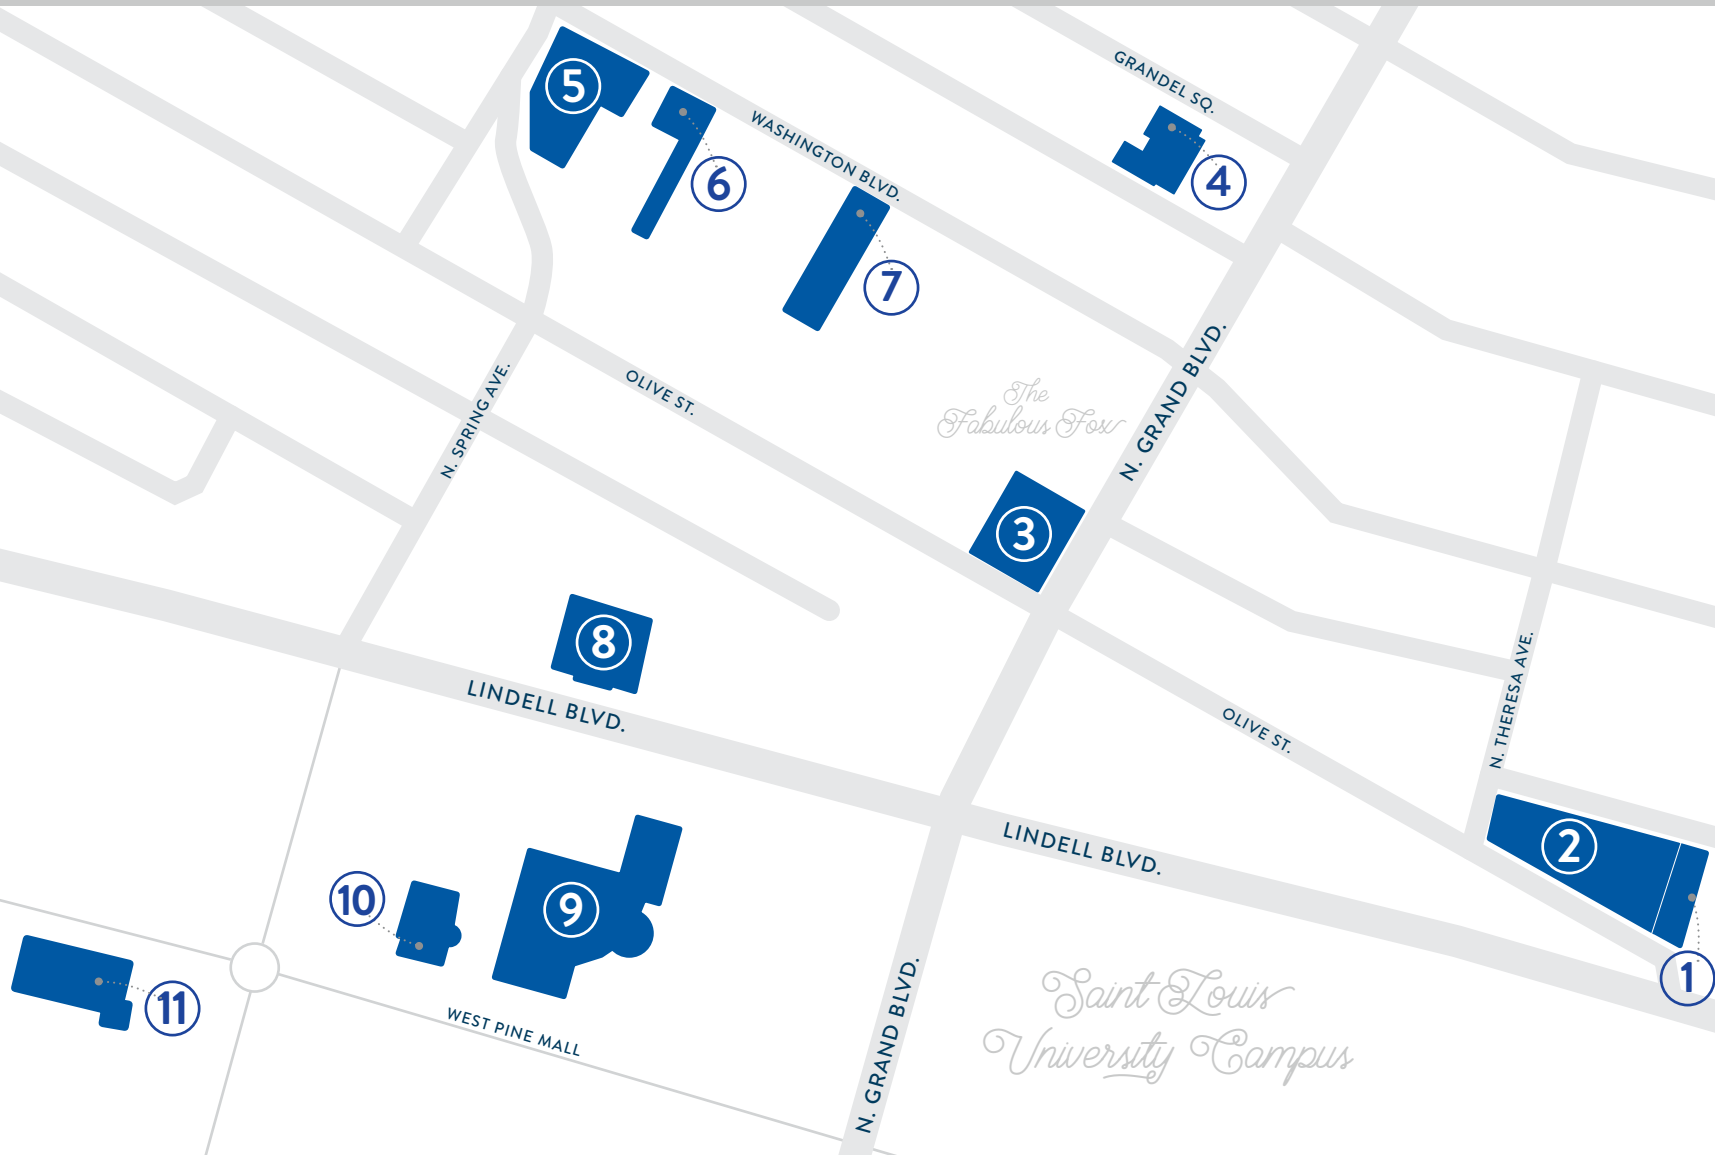 GRANDEL SQ.
5
WASHINGTON BLVD.
6
4
7
N. GRAND BLVD.
OLIVE ST.
N. SPRING AVE.
The
Fabulous Fox
3
8
N. THERESA AVE.
LINDELL BLVD.
OLIVE ST.
2
LINDELL BLVD.
10
9
1
11
Saint Louis
University Campus
WEST PINE MALL
N. GRAND BLVD.